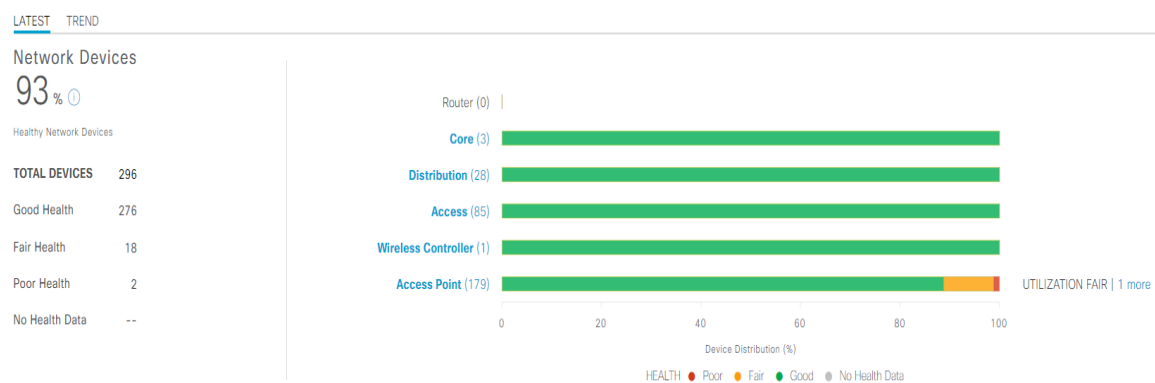 LATEST TREND
Network Devices
93 %
Healthy Network Devices
TOTAL DEVICES 296
Good Health 276
Fair Health 18
Poor Health 2
No Health Data --
Router (0)
Core (3)
Distribution (28)
Access (85)
Wireless Controller (1)
Access Point (179)
UTILIZATION FAIR | 1 more
0 20 40 60 80 100
Device Distribution (%)
HEALTH Poor Fair Good No Health Data